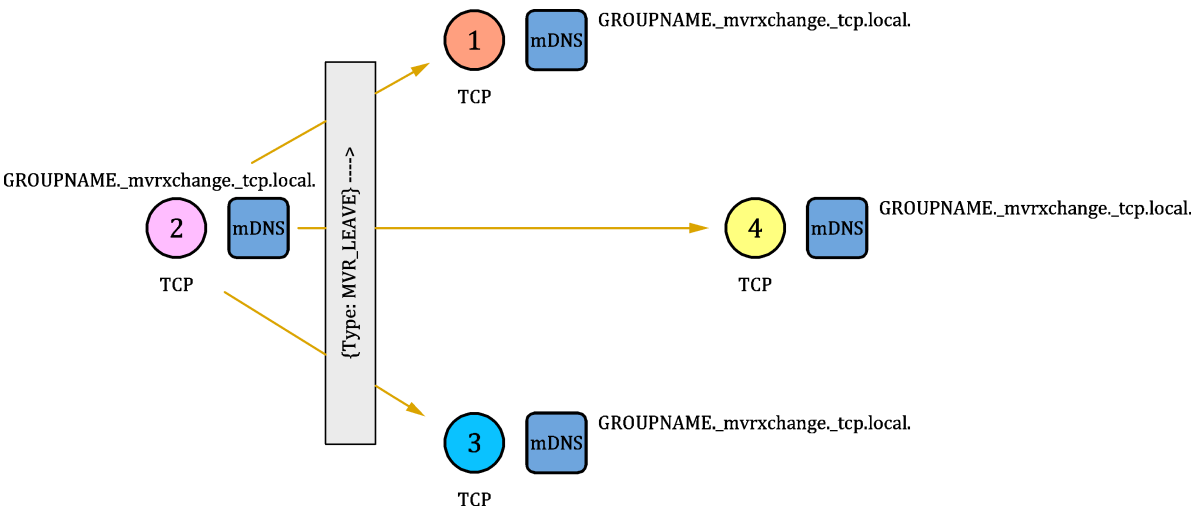 1
mDNS
GROUPNAME._mvrxchange._tcp.local.
TCP
GROUPNAME._mvrxchange._tcp.local.
2
mDNS
TCP
{Type: MVR_LEAVE} ---->
4
mDNS
GROUPNAME._mvrxchange._tcp.local.
TCP
3
mDNS
GROUPNAME._mvrxchange._tcp.local.
TCP